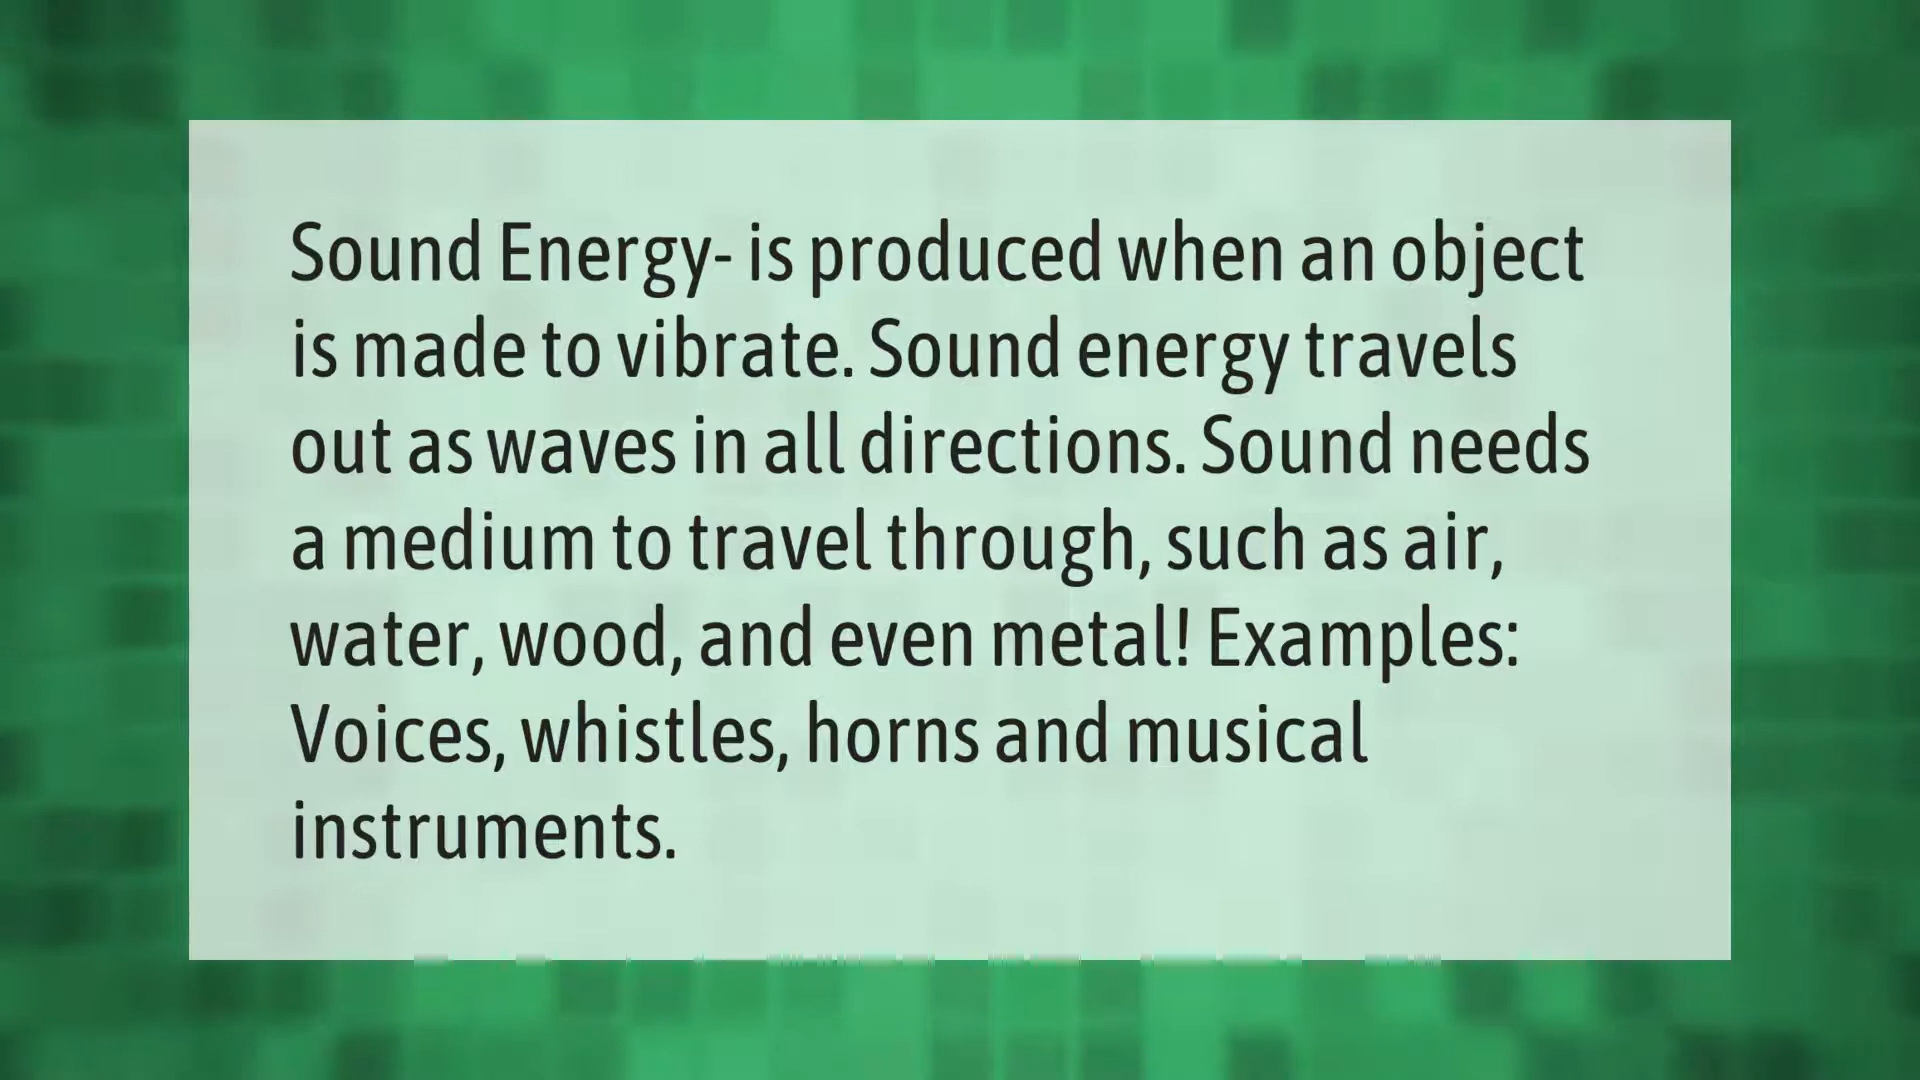 Sound Energy- is produced when an object
is made to vibrate. Sound energy travels
out as waves in all directions. Sound needs
a medium to travel through, such as air,
water, wood, and even metal! Examples:
Voices, whistles, horns and musical
instruments.